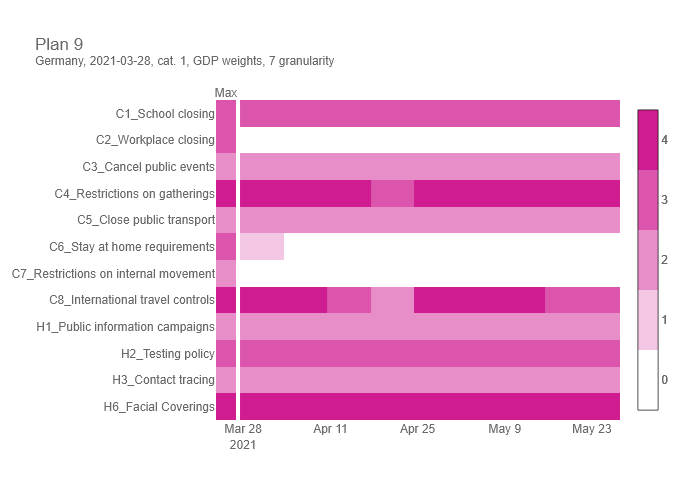 Plan 9
Germany, 2021-03-28, cat. 1, GDP weights, 7 granularity
Max
C1_School closing
C2_Workplace closing
C3_Cancel public events
C4_Restrictions on gatherings
C5_Close public transport
C6_Stay at home requirements
C7_Restrictions on internal movement
C8_International travel controls
H1_Public information campaigns
H2_Testing policy
H3_Contact tracing
H6_Facial Coverings
Mar 28 Apr 11 Apr 25 May 9 May 23
2021
4
3
2
1
0